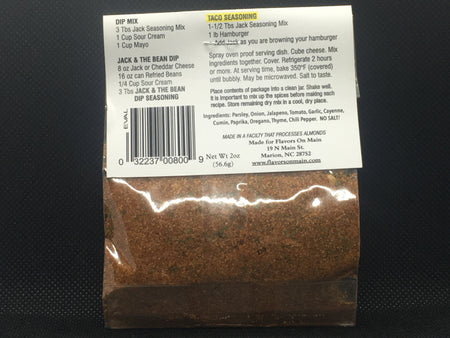 DIP MIX
3 Tbs Jack Seasoning Mix
1 Cup Sour Cream
1 Cup Mayo
JACK & THE BEAN DIP
8 oz Jack or Cheddar Cheese
16 oz can Refried Beans
1/4 Cup Sour Cream
3 Tbs JACK & THE BEAN
DIP SEASONING
TACO SEASONING
1-1/2 Tbs Jack Seasoning Mix
1 lb Hamburger
Jack as you are browning your hamburger
Spray oven proof serving dish. Cube cheese. Mix
ingredients together. Cover. Refrigerate 2 hours
or more. At serving time, bake 350°F (covered)
until bubbly. May be microwaved. Salt to taste.
Place contents of package into a clean jar. Shake well.
It is important to mix up the spices before making each
recipe. Store remaining dry mix in a cool, dry place.
Ingredients: Parsley, Onion, Jalapeno, Tomato, Garlic, Cayenne,
Cumin, Paprika, Oregano, Thyme, Chili Pepper. NO SALT!
MADE IN A FACILTY THAT PROCESSES ALMONDS
Made for Flavors On Main
19 N Main St.
Marion, NC 28752
www.flavorsonmain.com
EVAL
0 32237 00800 9
Net Wt 2oz
(56.6g)